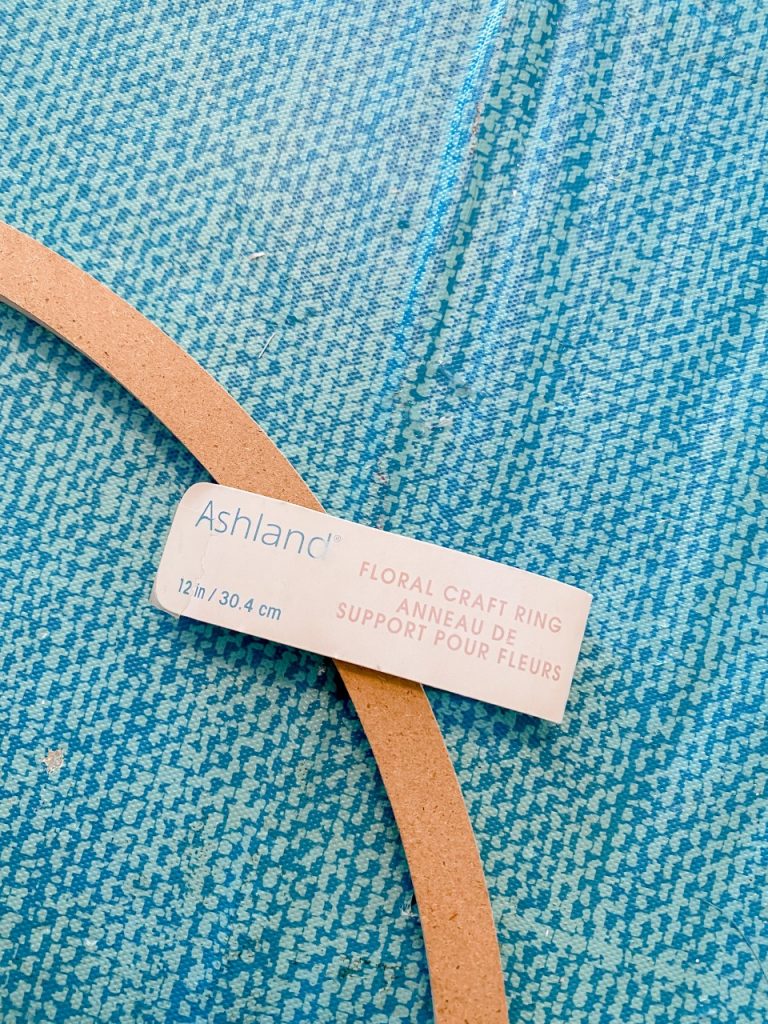 Ashland®
12 in / 30.4 cm
FLORAL CRAFT RING
ANNEAU DE
SUPPORT POUR FLEURS